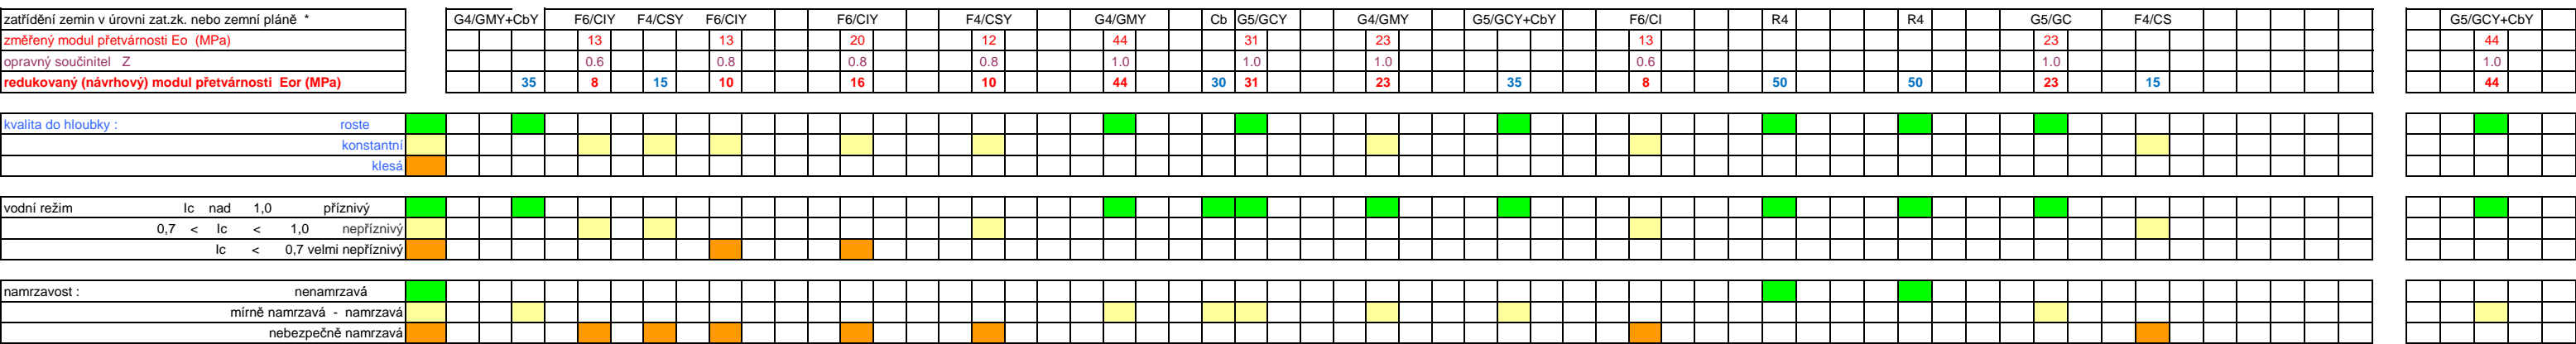 zatřídění zemin v úrovni zat.zk. nebo zemní pláně * G4/GMY+CbY F6/CIY F4/CSY F6/CIY F6/CIY F4/CSY G4/GMY Cb G5/GCY G4/GMY G5/GCY+CbY F6/CI R4 R4 G5/GC F4/CS G5/GCY+CbY
změřený modul přetvárnosti Eo (MPa) 13 13 20 12 44 31 23 13 23 44
opravný součinitel Z 0.6 0.8 0.8 0.8 1.0 1.0 1.0 0.6 1.0 1.0
redukovaný (návrhový) modul přetvárnosti Eor (MPa) 35 8 15 10 16 10 44 30 31 23 35 8 50 50 23 15 44
kvalita do hloubky : roste
konstantní
klesá
vodní režim Ic nad 1,0 příznivý
0,7 < Ic < 1,0 nepříznivý
Ic < 0,7 velmi nepříznivý
namrzavost : nenamrzavá
mírně namrzavá - namrzavá
nebezpečně namrzavá